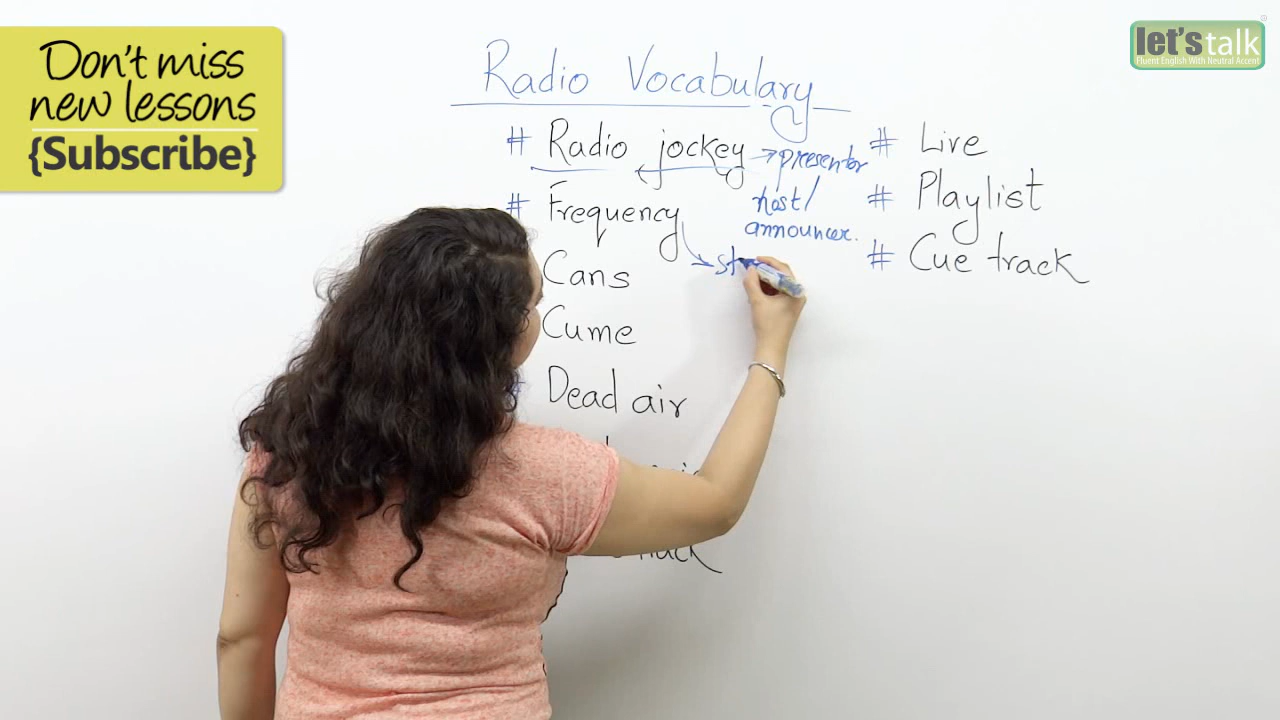 Don't miss
new lessons
{Subscribe}
let's talk
Fluent English With Neutral Accent
Radio Vocabulary
# Radio jockey → presenter
host/
announcer.
# Frequency
→ st
Cans
Cume
# Dead air
# Live
# Playlist
# Cue track